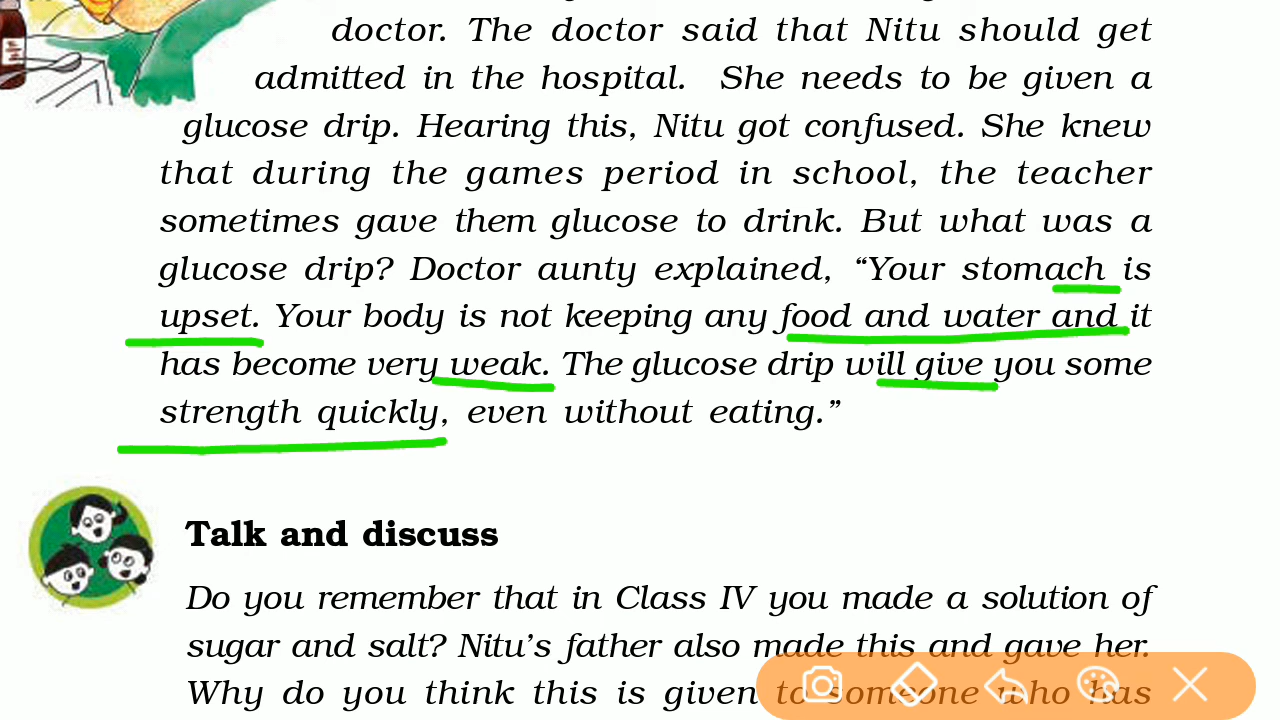 doctor. The doctor said that Nitu should get
admitted in the hospital. She needs to be given a
glucose drip. Hearing this, Nitu got confused. She knew
that during the games period in school, the teacher
sometimes gave them glucose to drink. But what was a
glucose drip? Doctor aunty explained, “Your stomach is
upset. Your body is not keeping any food and water and it
has become very weak. The glucose drip will give you some
strength quickly, even without eating.”
Talk and discuss
Do you remember that in Class IV you made a solution of
sugar and salt? Nitu’s father also made this and gave her.
Why do you think this is given to someone who has